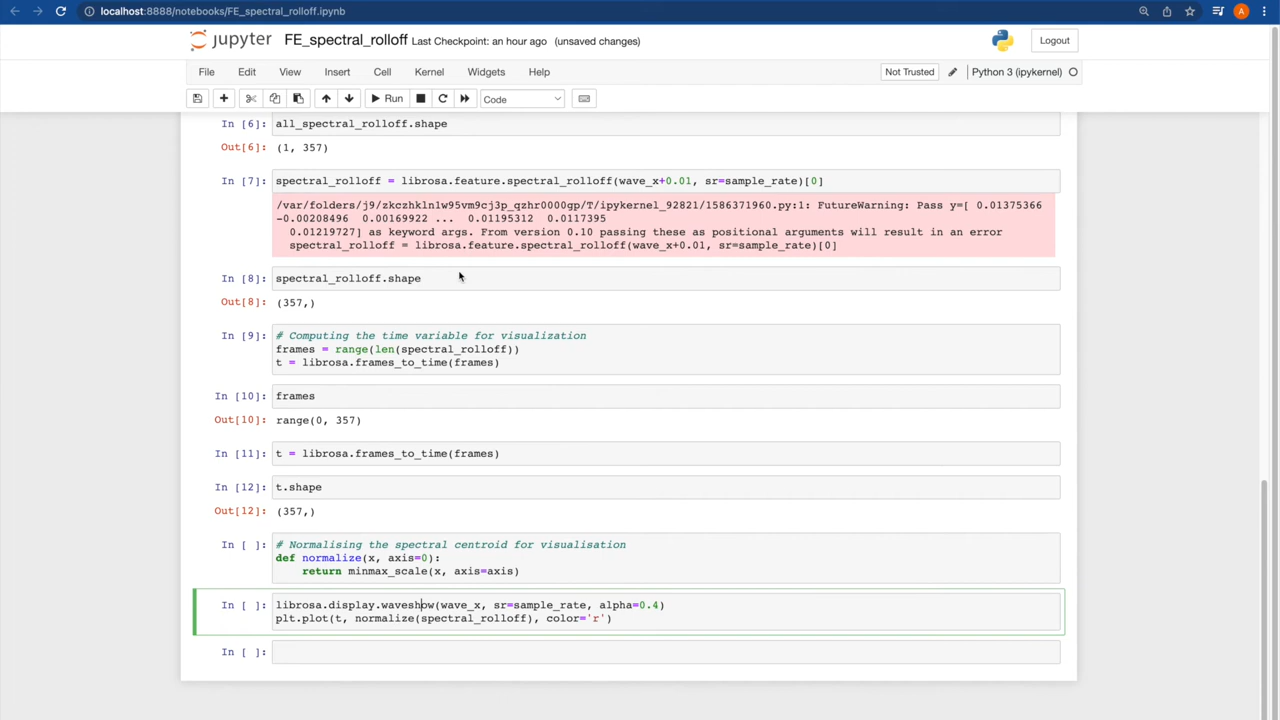 localhost:8888/notebooks/FE_spectral_rolloff.ipynb
A
jupyter FE_spectral_rolloff Last Checkpoint: an hour ago (unsaved changes)
Logout
File Edit View Insert Cell Kernel Widgets Help
Not Trusted Python 3 (ipykernel)
Run Code
In [6]: all_spectral_rolloff.shape
Out[6]: (1, 357)
In [7]: spectral_rolloff = librosa.feature.spectral_rolloff(wave_x+0.01, sr=sample_rate)[0]
/var/folders/j9/zkczhkln1w95vm9cj3p_qzhr0000gp/T/ipykernel_92821/1586371960.py:1: FutureWarning: Pass y=[ 0.01375366
-0.00208496 0.00169922 ... 0.01195312 0.0117395
0.01219727] as keyword args. From version 0.10 passing these as positional arguments will result in an error
spectral_rolloff = librosa.feature.spectral_rolloff(wave_x+0.01, sr=sample_rate)[0]
In [8]: spectral_rolloff.shape
Out[8]: (357,)
In [9]: # Computing the time variable for visualization
frames = range(len(spectral_rolloff))
t = librosa.frames_to_time(frames)
In [10]: frames
Out[10]: range(0, 357)
In [11]: t = librosa.frames_to_time(frames)
In [12]: t.shape
Out[12]: (357,)
In [ ]: # Normalising the spectral centroid for visualisation
def normalize(x, axis=0):
return minmax_scale(x, axis=axis)
In [ ]: librosa.display.waveshow(wave_x, sr=sample_rate, alpha=0.4)
plt.plot(t, normalize(spectral_rolloff), color='r')
In [ ]: